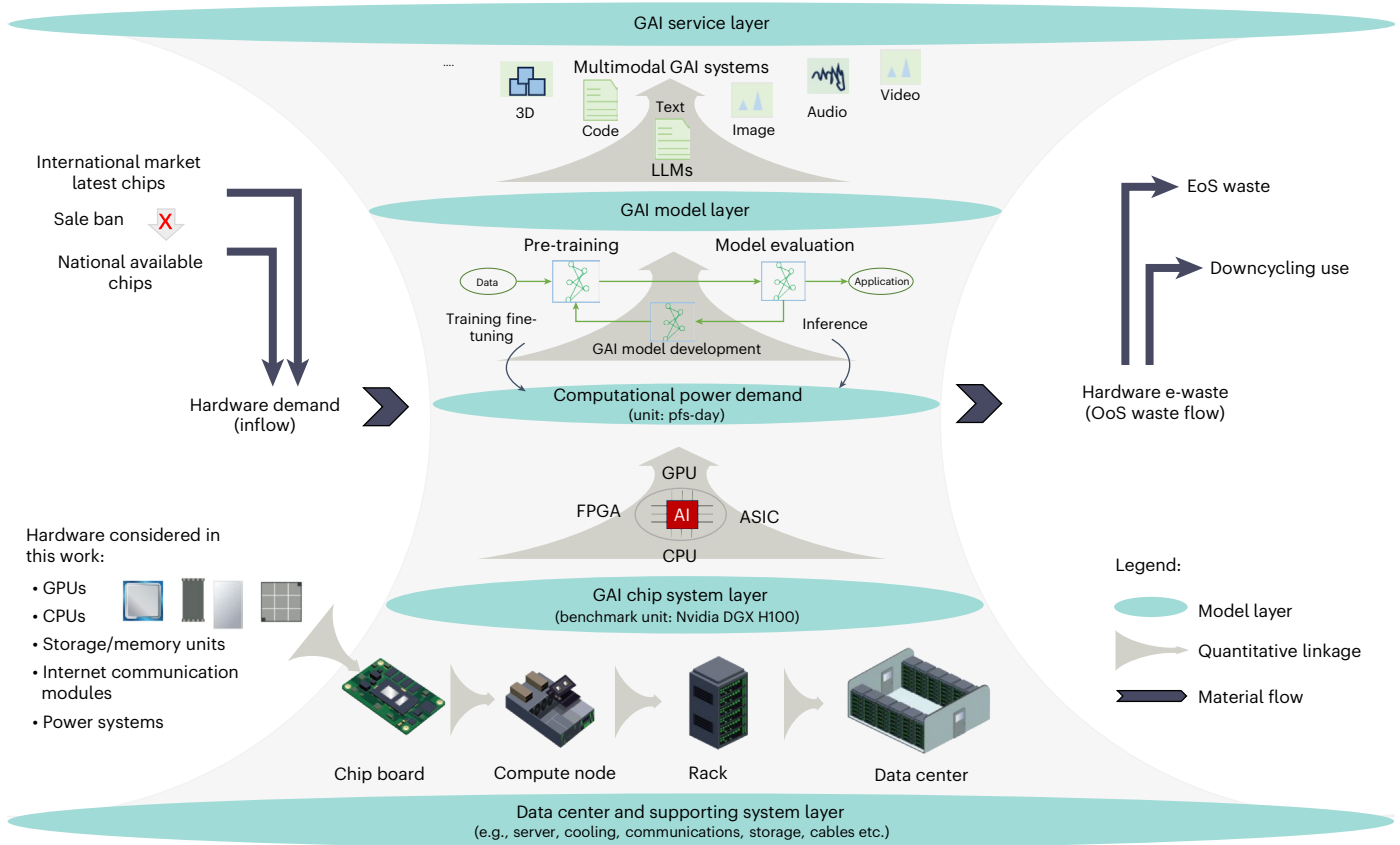 GAI service layer
....
Multimodal GAI systems
3D
Code
Text
LLMs
Image
Audio
Video
International market
latest chips
Sale ban
X
National available
chips
Hardware demand
(inflow)
GAI model layer
Pre-training
Model evaluation
Data
Application
Training fine-
tuning
Inference
GAI model development
Computational power demand
(unit: pfs-day)
EoS waste
Downcycling use
Hardware e-waste
(OoS waste flow)
GPU
FPGA
AI
ASIC
CPU
GAI chip system layer
(benchmark unit: Nvidia DGX H100)
Hardware considered in
this work:
• GPUs
• CPUs
• Storage/memory units
• Internet communication
modules
• Power systems
Chip board
Compute node
Rack
Data center
Legend:
Model layer
Quantitative linkage
Material flow
Data center and supporting system layer
(e.g., server, cooling, communications, storage, cables etc.)